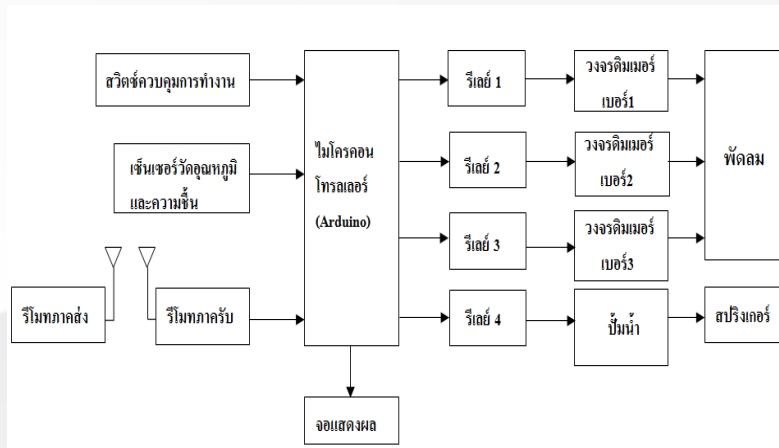 สวิตช์ควบคุมการทำงาน
เซ็นเซอร์วัดอุณหภูมิ
และความชื้น
รีโมทภาคส่ง
รีโมทภาครับ
ไมโครคอน
โทรลเลอร์
(Arduino)
จอแสดงผล
รีเลย์ 1
วงจรดิมเมอร์
เบอร์1
รีเลย์ 2
วงจรดิมเมอร์
เบอร์2
รีเลย์ 3
วงจรดิมเมอร์
เบอร์3
พัดลม
รีเลย์ 4
ปั้มน้ำ
สปริงเกอร์